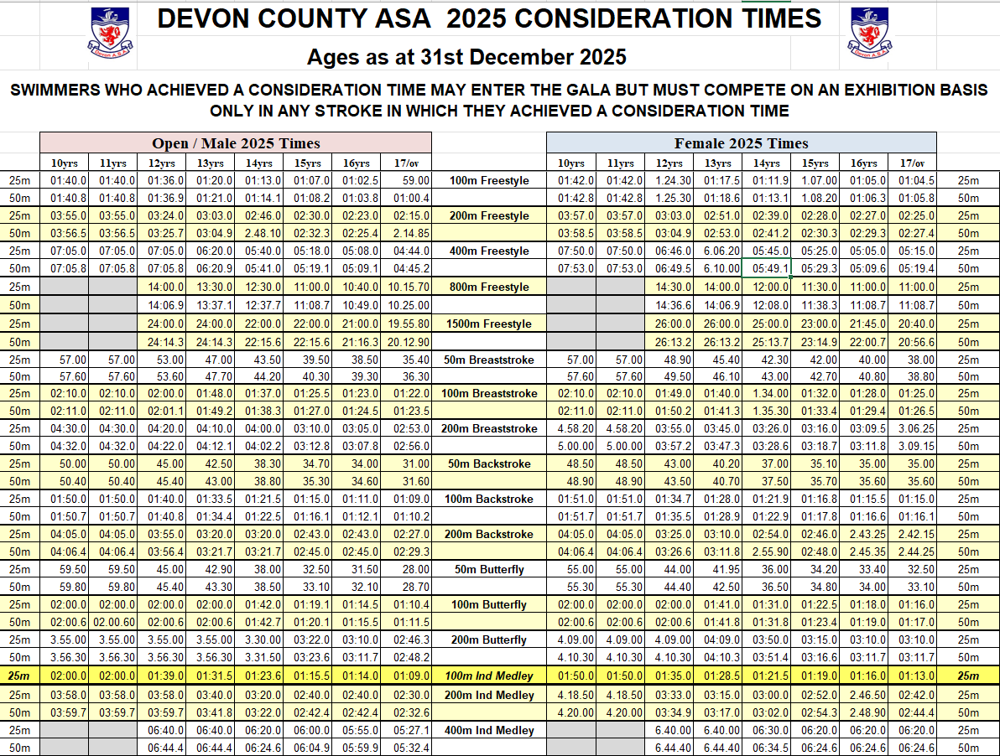 DEVON COUNTY ASA 2025 CONSIDERATION TIMES
Ages as at 31st December 2025
SWIMMERS WHO ACHIEVED A CONSIDERATION TIME MAY ENTER THE GALA BUT MUST COMPETE ON AN EXHIBITION BASIS
ONLY IN ANY STROKE IN WHICH THEY ACHIEVED A CONSIDERATION TIME
Open / Male 2025 Times Female 2025 Times
10yrs 11yrs 12yrs 13yrs 14yrs 15yrs 16yrs 17/ov 10yrs 11yrs 12yrs 13yrs 14yrs 15yrs 16yrs 17/ov
25m 01:40.0 01:40.0 01:36.0 01:20.0 01:13.0 01:07.0 01:02.5 59.00 100m Freestyle 01:42.0 01:42.0 1.24.30 01:17.5 01:11.9 1.07.00 01:05.0 01:04.5 25m
50m 01:40.8 01:40.8 01:36.9 01:21.0 01:14.1 01:08.2 01:03.8 01:00.4 01:42.8 01:42.8 1.25.30 01:18.6 01:13.1 1.08.20 01:06.3 01:05.8 50m
25m 03:55.0 03:55.0 03:24.0 03:03.0 02:46.0 02:30.0 02:23.0 02:15.0 200m Freestyle 03:57.0 03:57.0 03:03.0 02:51.0 02:39.0 02:28.0 02:27.0 02:25.0 25m
50m 03:56.5 03:56.5 03:25.7 03:04.9 2.48.10 02:32.3 02:25.4 2.14.85 03:58.5 03:58.5 03:04.9 02:53.0 02:41.2 02:30.3 02:29.3 02:27.4 50m
25m 07:05.0 07:05.0 07:05.0 06:20.0 05:40.0 05:18.0 05:08.0 04:44.0 400m Freestyle 07:50.0 07:50.0 06:46.0 6.06.20 05:45.0 05:25.0 05:05.0 05:15.0 25m
50m 07:05.8 07:05.8 07:05.8 06:20.9 05:41.0 05:19.1 05:09.1 04:45.2 07:53.0 07:53.0 06:49.5 6.10.00 05:49.1 05:29.3 05:09.6 05:19.4 50m
25m 14:00.0 13:30.0 12:30.0 11:00.0 10:40.0 10.15.70 800m Freestyle 14:30.0 14:00.0 12:00.0 11:30.0 11:00.0 11:00.0 25m
50m 14:06.9 13:37.1 12:37.7 11:08.7 10:49.0 10.25.00 14:36.6 14:06.9 12:08.0 11:38.3 11:08.7 11:08.7 50m
25m 24:00.0 24:00.0 22:00.0 22:00.0 21:00.0 19.55.80 1500m Freestyle 26:00.0 26:00.0 25:00.0 23:00.0 21:45.0 20:40.0 25m
50m 24:14.3 24:14.3 22:15.6 22:15.6 21:16.3 20.12.90 26:13.2 26:13.2 25:13.7 23:14.9 22:00.7 20:56.6 50m
25m 57.00 57.00 53.00 47.00 43.50 39.50 38.50 35.40 50m Breaststroke 57.00 57.00 48.90 45.40 42.30 42.00 40.00 38.00 25m
50m 57.60 57.60 53.60 47.70 44.20 40.30 39.30 36.30 57.60 57.60 49.50 46.10 43.00 42.70 40.80 38.80 50m
25m 02:10.0 02:10.0 02:00.0 01:48.0 01:37.0 01:25.5 01:23.0 01:22.0 100m Breaststroke 02:10.0 02:10.0 01:49.0 01:40.0 1.34.00 01:32.0 01:28.0 01:25.0 25m
50m 02:11.0 02:11.0 02:01.1 01:49.2 01:38.3 01:27.0 01:24.5 01:23.5 02:11.0 02:11.0 01:50.2 01:41.3 1.35.30 01:33.4 01:29.4 01:26.5 50m
25m 04:30.0 04:30.0 04:20.0 04:10.0 04:00.0 03:10.0 03:05.0 02:53.0 200m Breaststroke 4.58.20 4.58.20 03:55.0 03:45.0 03:26.0 03:16.0 03:09.5 3.06.25 25m
50m 04:32.0 04:32.0 04:22.0 04:12.1 04:02.2 03:12.8 03:07.8 02:56.0 5.00.00 5.00.00 03:57.2 03:47.3 03:28.6 03:18.7 03:11.8 3.09.15 50m
25m 50.00 50.00 45.00 42.50 38.30 34.70 34.00 31.00 50m Backstroke 48.50 48.50 43.00 40.20 37.00 35.10 35.00 35.00 25m
50m 50.40 50.40 45.40 43.00 38.80 35.30 34.60 31.60 48.90 48.90 43.50 40.70 37.50 35.70 35.60 35.60 50m
25m 01:50.0 01:50.0 01:40.0 01:33.5 01:21.5 01:15.0 01:11.0 01:09.0 100m Backstroke 01:51.0 01:51.0 01:34.7 01:28.0 01:21.9 01:16.8 01:15.5 01:15.0 25m
50m 01:50.7 01:50.7 01:40.8 01:34.4 01:22.5 01:16.1 01:12.1 01:10.2 01:51.7 01:51.7 01:35.5 01:28.9 01:22.9 01:17.8 01:16.6 01:16.1 50m
25m 04:05.0 04:05.0 03:55.0 03:20.0 03:20.0 02:43.0 02:43.0 02:27.0 200m Backstroke 04:05.0 04:05.0 03:25.0 03:10.0 02:54.0 02:46.0 2.43.25 2.42.15 25m
50m 04:06.4 04:06.4 03:56.4 03:21.7 03:21.7 02:45.0 02:45.0 02:29.3 04:06.4 04:06.4 03:26.6 03:11.8 2.55.90 02:48.0 2.45.35 2.44.25 50m
25m 59.50 59.50 45.00 42.90 38.00 32.50 31.50 28.00 50m Butterfly 55.00 55.00 44.00 41.95 36.00 34.20 33.40 32.50 25m
50m 59.80 59.80 45.40 43.30 38.50 33.10 32.10 28.70 55.30 55.30 44.40 42.50 36.50 34.80 34.00 33.10 50m
25m 02:00.0 02:00.0 02:00.0 02:00.0 01:42.0 01:19.1 01:14.5 01:10.4 100m Butterfly 02:00.0 02:00.0 02:00.0 01:41.0 01:31.0 01:22.5 01:18.0 01:16.0 25m
50m 02:00.6 02.00.60 02:00.6 02:00.6 01:42.7 01:20.1 01:15.5 01:11.5 02:00.6 02:00.6 02:00.6 01:41.8 01:31.8 01:23.4 01:19.0 01:17.0 50m
25m 3.55.00 3.55.00 3.55.00 3.55.00 3.30.00 03:22.0 03:10.0 02:46.3 200m Butterfly 4.09.00 4.09.00 4.09.00 04:09.0 03:50.0 03:15.0 03:10.0 03:10.0 25m
50m 3.56.30 3.56.30 3.56.30 3.56.30 3.31.50 03:23.6 03:11.7 02:48.2 4.10.30 4.10.30 4.10.30 04:10.3 03:51.4 03:16.6 03:11.7 03:11.7 50m
25m 02:00.0 02:00.0 01:39.0 01:31.5 01:23.6 01:15.5 01:14.0 01:09.0 100m Ind Medley 01:50.0 01:50.0 01:35.0 01:28.5 01:21.5 01:19.0 01:16.0 01:13.0 25m
25m 03:58.0 03:58.0 03:58.0 03:40.0 03:20.0 02:40.0 02:40.0 02:30.0 200m Ind Medley 4.18.50 4.18.50 03:33.0 03:15.0 03:00.0 02:52.0 2.46.50 02:42.0 25m
50m 03:59.7 03:59.7 03:59.7 03:41.8 03:22.0 02:42.4 02:42.4 02:32.6 4.20.00 4.20.00 03:34.9 03:17.0 03:02.0 02:54.3 2.48.90 02:44.4 50m
25m 06:40.0 06:40.0 06:20.0 06:00.0 05:55.0 05:27.1 400m Ind Medley 6.40.00 6.40.00 06:30.0 06:20.0 06:20.0 06:20.0 25m
50m 06:44.4 06:44.4 06:24.6 06:04.9 05:59.9 05:32.4 6.44.40 6.44.40 06:34.5 06:24.6 06:24.6 06:24.6 50m